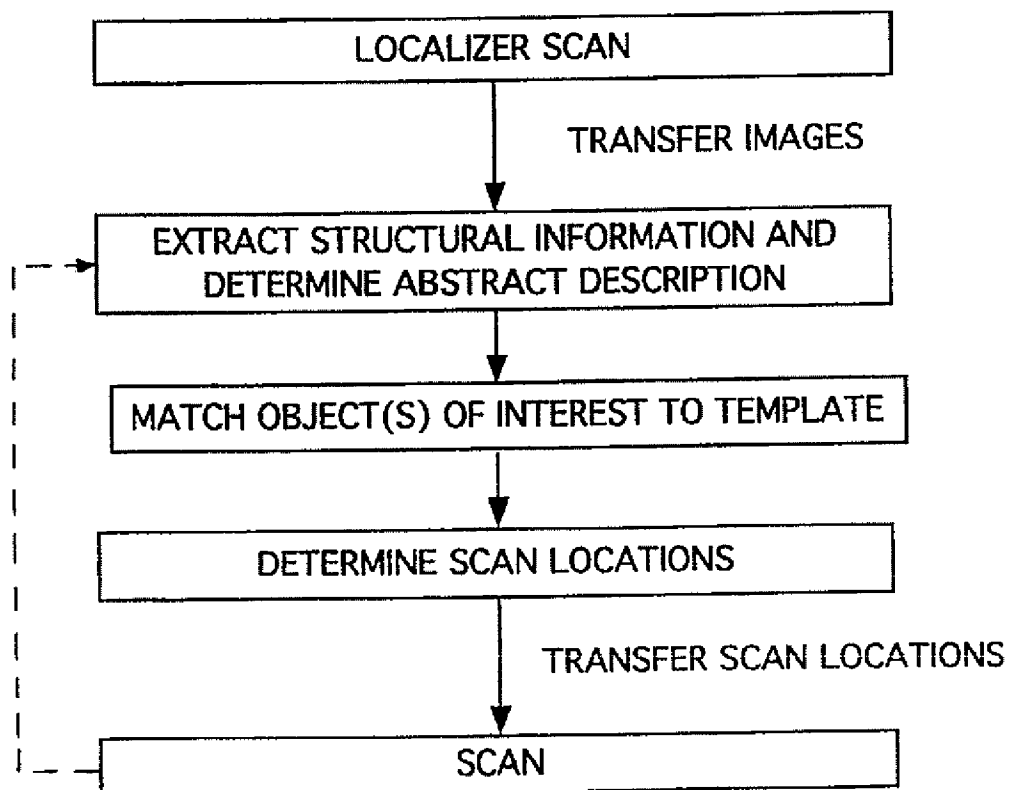 LOCALIZER SCAN
TRANSFER IMAGES
EXTRACT STRUCTURAL INFORMATION AND
DETERMINE ABSTRACT DESCRIPTION
MATCH OBJECT(S) OF INTEREST TO TEMPLATE
DETERMINE SCAN LOCATIONS
TRANSFER SCAN LOCATIONS
SCAN